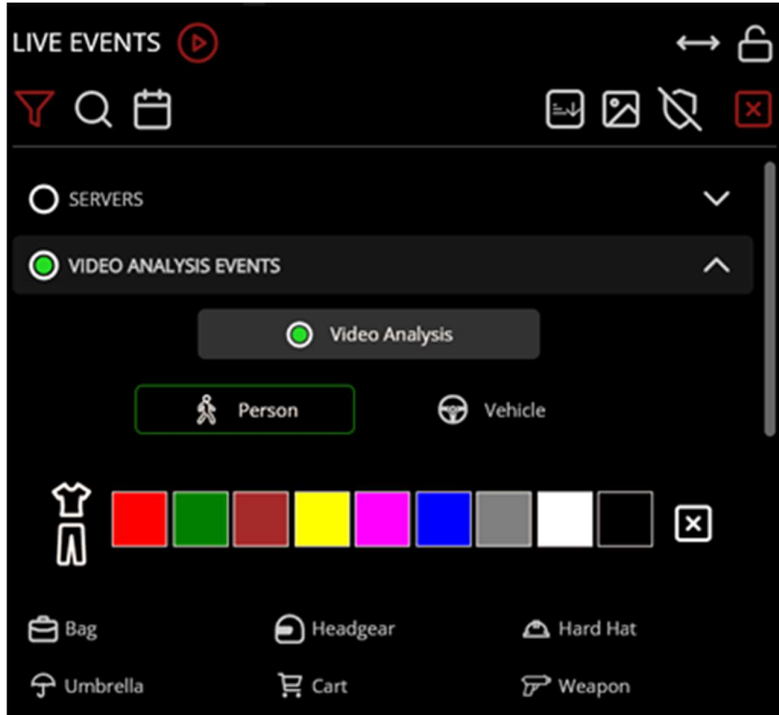 LIVE EVENTS
SERVERS
VIDEO ANALYSIS EVENTS
Video Analysis
Person Vehicle
Bag Headgear Hard Hat
Umbrella Cart Weapon